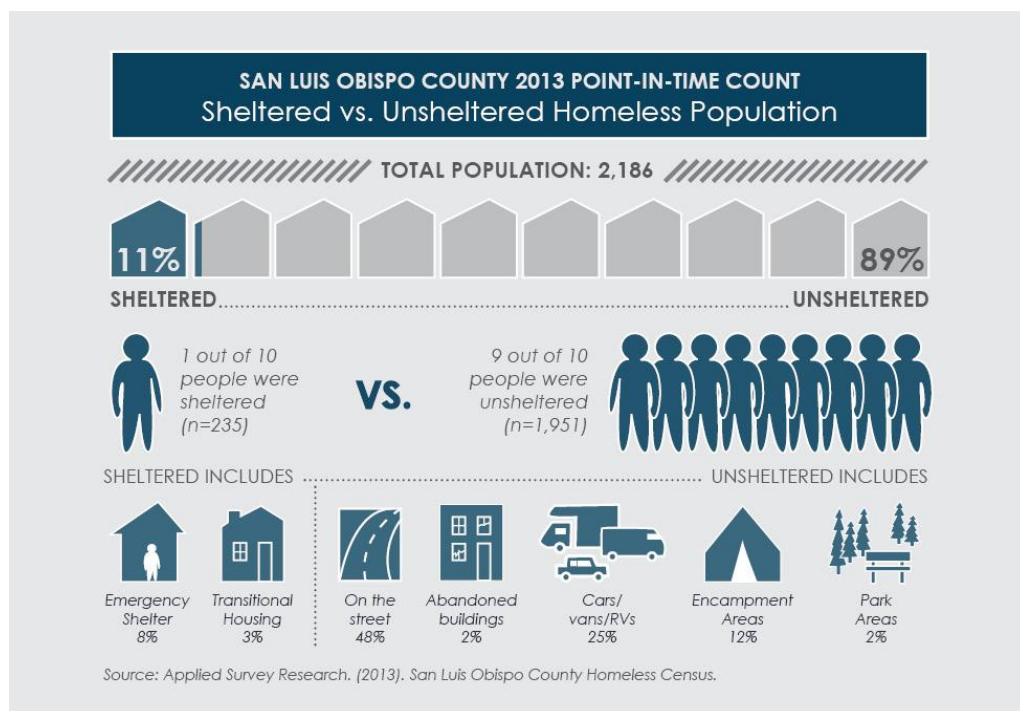 SAN LUIS OBISPO COUNTY 2013 POINT-IN-TIME COUNT
Sheltered vs. Unsheltered Homeless Population
TOTAL POPULATION: 2,186
11%
89%
SHELTERED
UNSHELTERED
1 out of 10
people were
sheltered
(n=235)
VS.
9 out of 10
people were
unsheltered
(n=1,951)
SHELTERED INCLUDES
UNSHELTERED INCLUDES
Emergency
Shelter
8%
Transitional
Housing
3%
On the
street
48%
Abandoned
buildings
2%
Cars/
vans/RVs
25%
Encampment
Areas
12%
Park
Areas
2%
Source: Applied Survey Research. (2013). San Luis Obispo County Homeless Census.